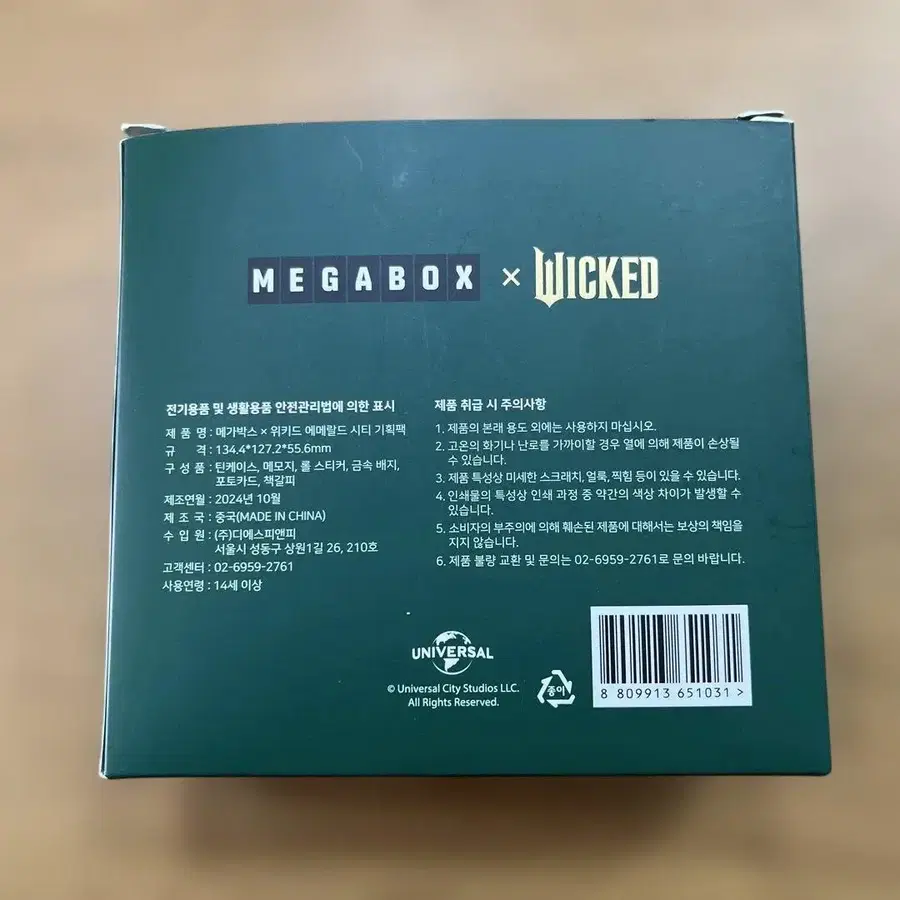 MEGABOX × WICKED
전기용품 및 생활용품 안전관리법에 의한 표시
제 품 명 : 메가박스 × 위키드 에메랄드 시티 기획팩
규 격 : 134.4*127.2*55.6mm
구 성 품 : 틴케이스, 메모지, 롤 스티커, 금속 배지,
포토카드, 책갈피
제조연월 : 2024년 10월
제 조 국 : 중국(MADE IN CHINA)
수 입 원 : (주)디에스피앤피
서울시 성동구 상원1길 26, 210호
고객센터 : 02-6959-2761
사용연령 : 14세 이상
제품 취급 시 주의사항
1. 제품의 본래 용도 외에는 사용하지 마십시오.
2. 고온의 화기나 난로를 가까이할 경우 열에 의해 제품이 손상될
수 있습니다.
3. 제품 특성상 미세한 스크래치, 얼룩, 찍힘 등이 있을 수 있습니다.
4. 인쇄물의 특성상 인쇄 과정 중 약간의 색상 차이가 발생할 수
있습니다.
5. 소비자의 부주의에 의해 훼손된 제품에 대해서는 보상의 책임을
지지 않습니다.
6. 제품 불량 교환 및 문의는 02-6959-2761로 문의 바랍니다.
UNIVERSAL
© Universal City Studios LLC.
All Rights Reserved.
종이
8 809913 651031 >